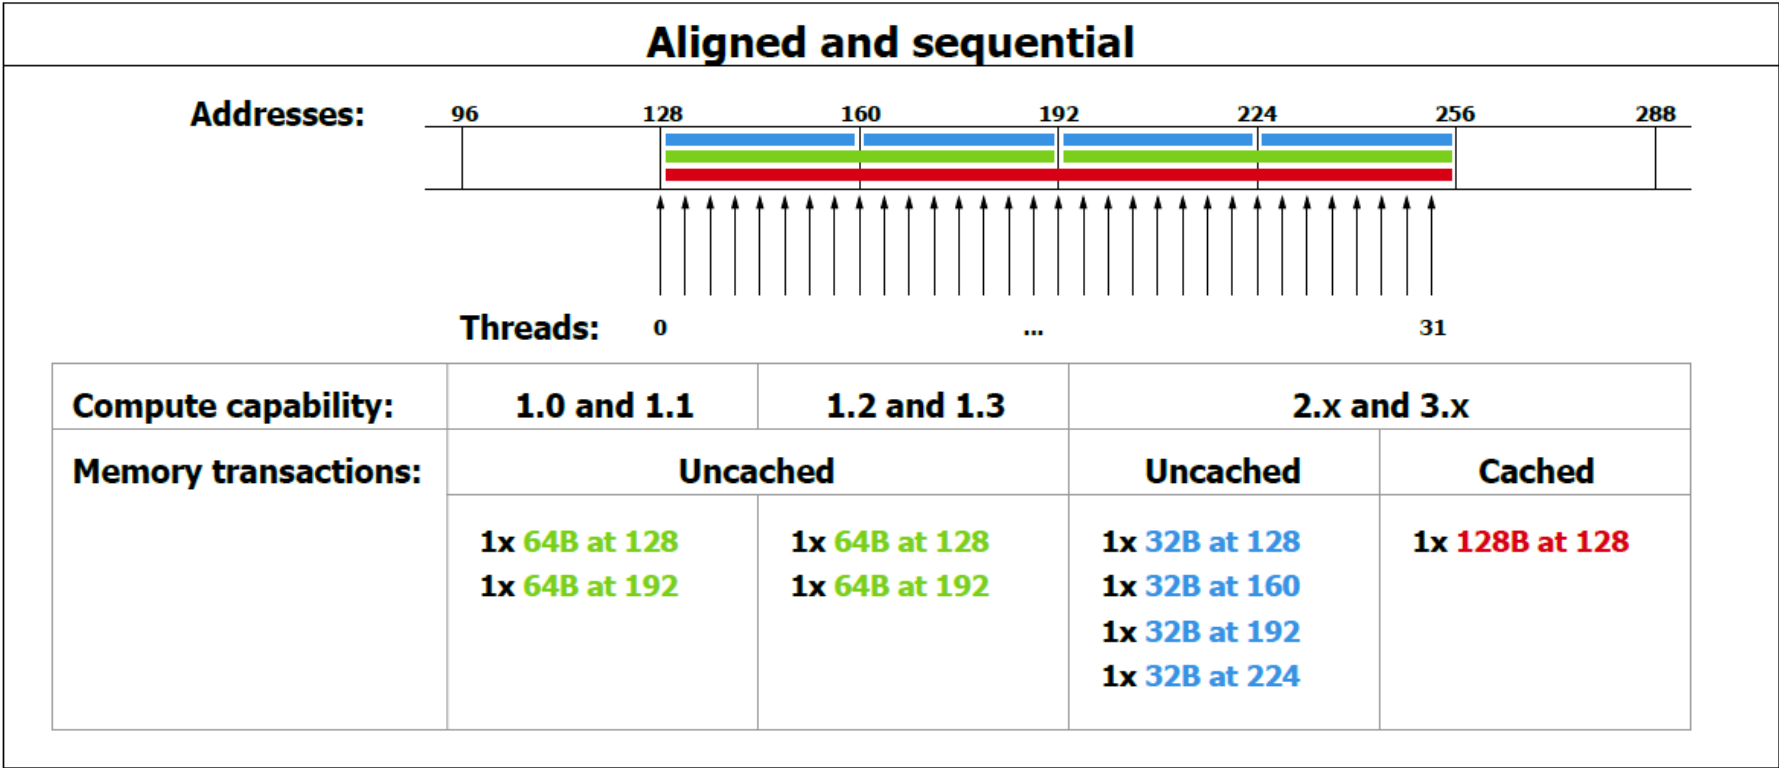 Aligned and sequential
Addresses: 96 128 160 192 224 256 288
Threads: 0 ... 31
Compute capability: 1.0 and 1.1 1.2 and 1.3 2.x and 3.x
Memory transactions: Uncached Uncached Cached
1x 64B at 128 1x 64B at 128 1x 32B at 128 1x 128B at 128
1x 64B at 192 1x 64B at 192 1x 32B at 160
1x 32B at 192
1x 32B at 224